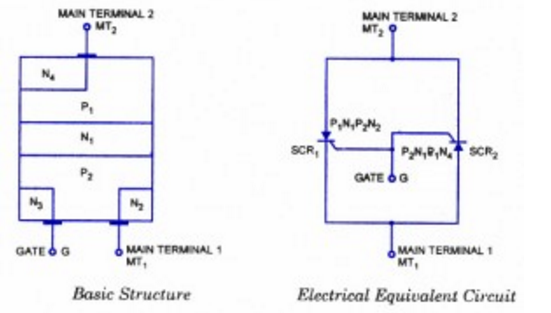 MAIN TERMINAL 2
MT2
N4
P1
N1
P2
N3
N2
GATE G
MAIN TERMINAL 1
MT1
Basic Structure
MAIN TERMINAL 2
MT2
P1N1P2N2
SCR1
P2N1P1N4
SCR2
GATE G
MAIN TERMINAL 1
MT1
Electrical Equivalent Circuit